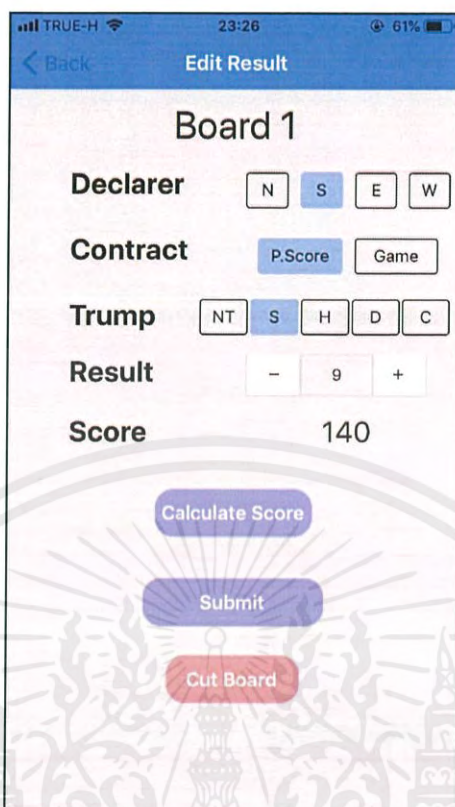 TRUE-H 23:26 61%
Back Edit Result
Board 1
Declarer N S E W
Contract P.Score Game
Trump NT S H D C
Result − 9 +
Score 140
Calculate Score
Submit
Cut Board